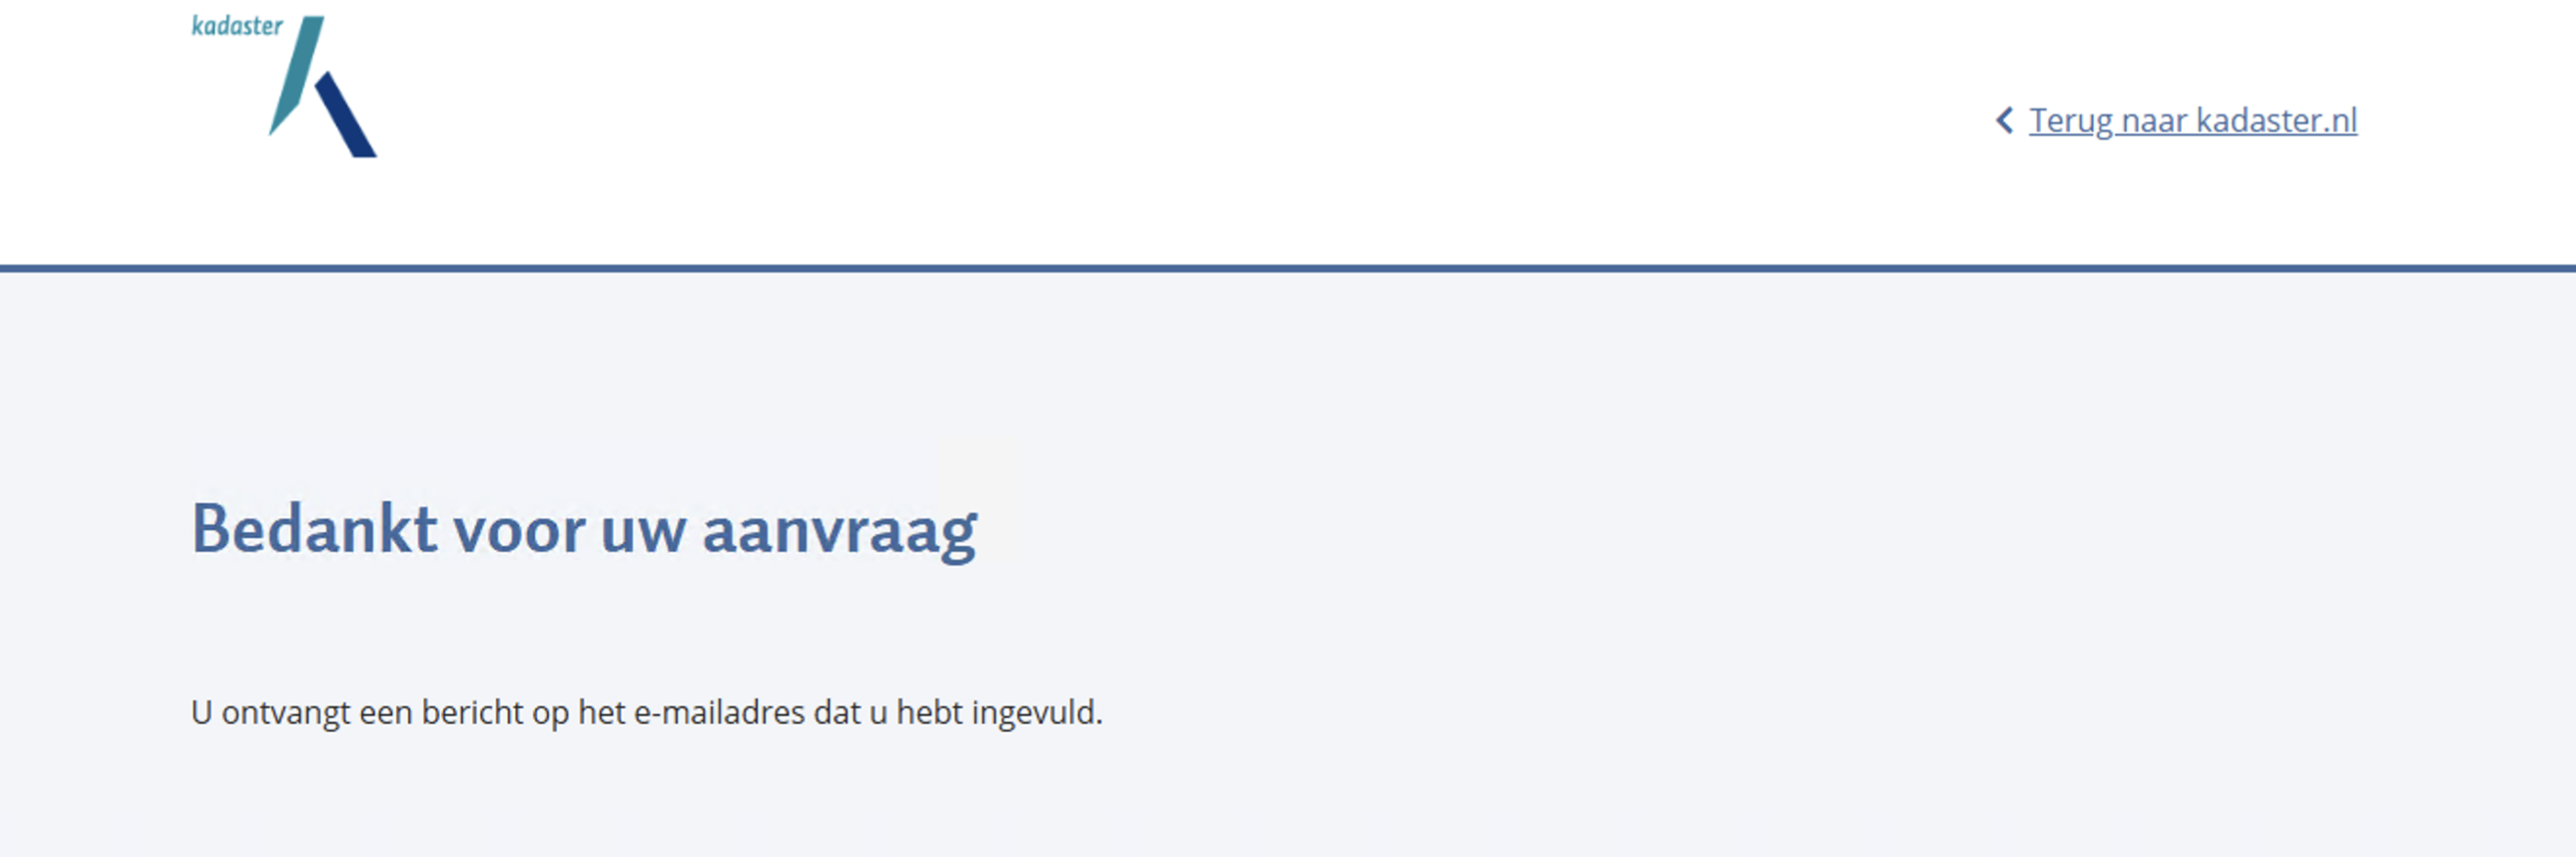 kadaster
Terug naar kadaster.nl
Bedankt voor uw aanvraag
U ontvangt een bericht op het e-mailadres dat u hebt ingevuld.